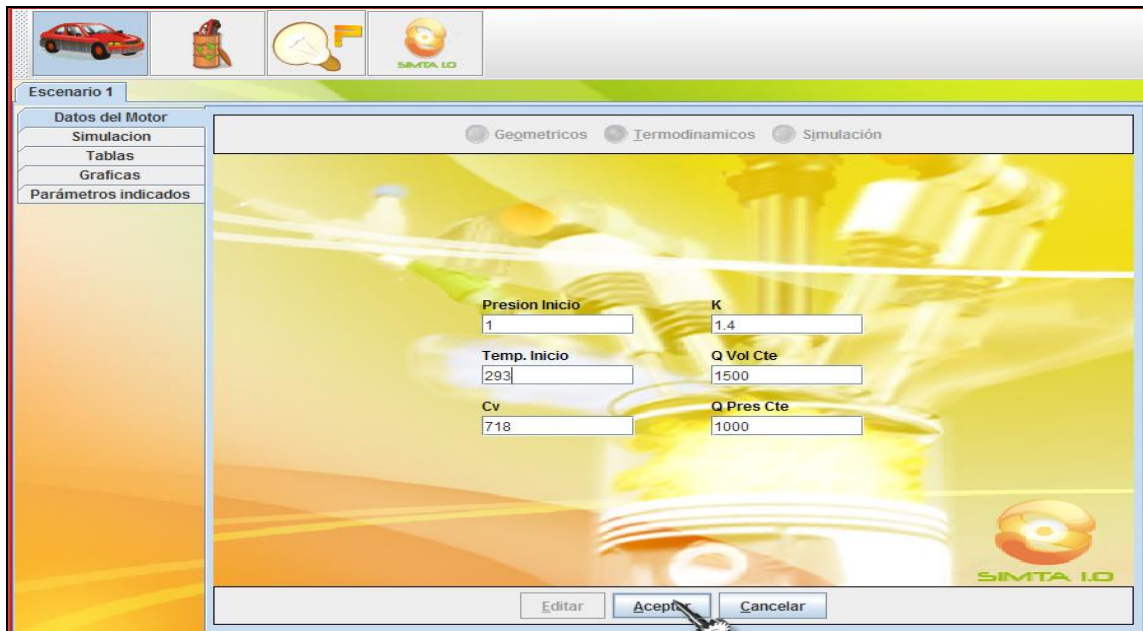 SIMTA I.O
Escenario 1
Datos del Motor
Simulacion
Tablas
Graficas
Parámetros indicados
Geometricos Termodinamicos Simulación
Presion Inicio K
1 1.4
Temp. Inicio Q Vol Cte
293 1500
Cv Q Pres Cte
718 1000
SIMTA I.O
Editar Aceptar Cancelar